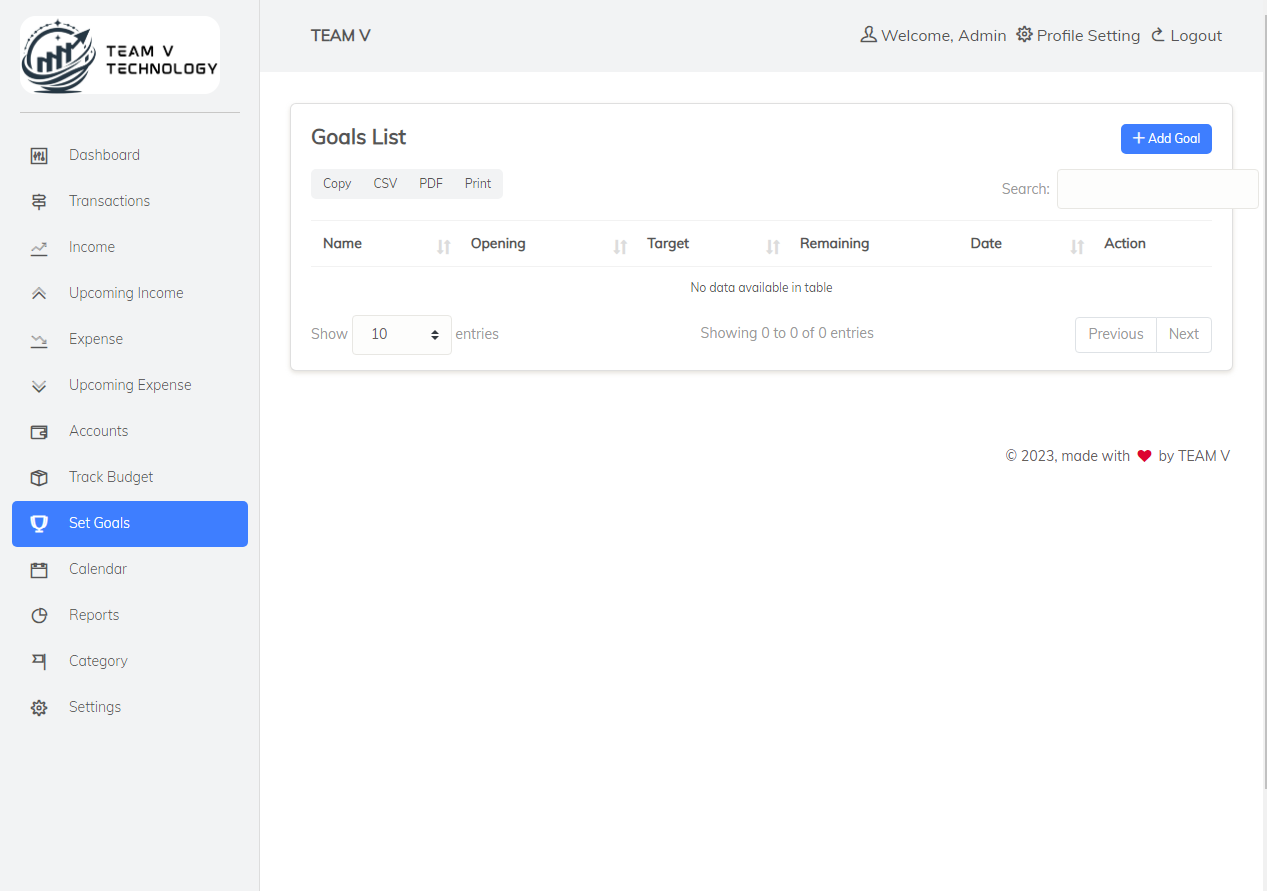 TEAM V
TECHNOLOGY
Dashboard
Transactions
Income
Upcoming Income
Expense
Upcoming Expense
Accounts
Track Budget
Set Goals
Calendar
Reports
Category
Settings
TEAM V
Welcome, Admin Profile Setting Logout
Goals List
+ Add Goal
Copy CSV PDF Print
Search:
Name Opening Target Remaining Date Action
No data available in table
Show 10 entries
Showing 0 to 0 of 0 entries
Previous Next
© 2023, made with ♥ by TEAM V